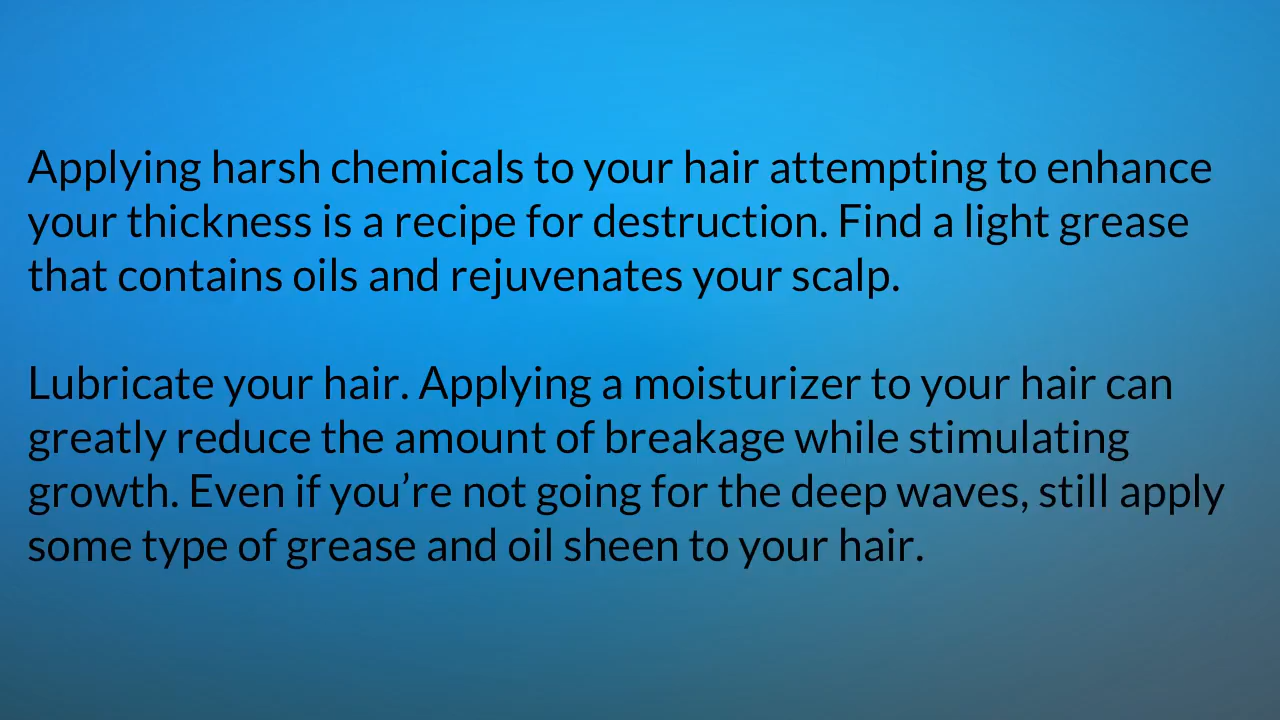 Applying harsh chemicals to your hair attempting to enhance
your thickness is a recipe for destruction. Find a light grease
that contains oils and rejuvenates your scalp.
Lubricate your hair. Applying a moisturizer to your hair can
greatly reduce the amount of breakage while stimulating
growth. Even if you’re not going for the deep waves, still apply
some type of grease and oil sheen to your hair.